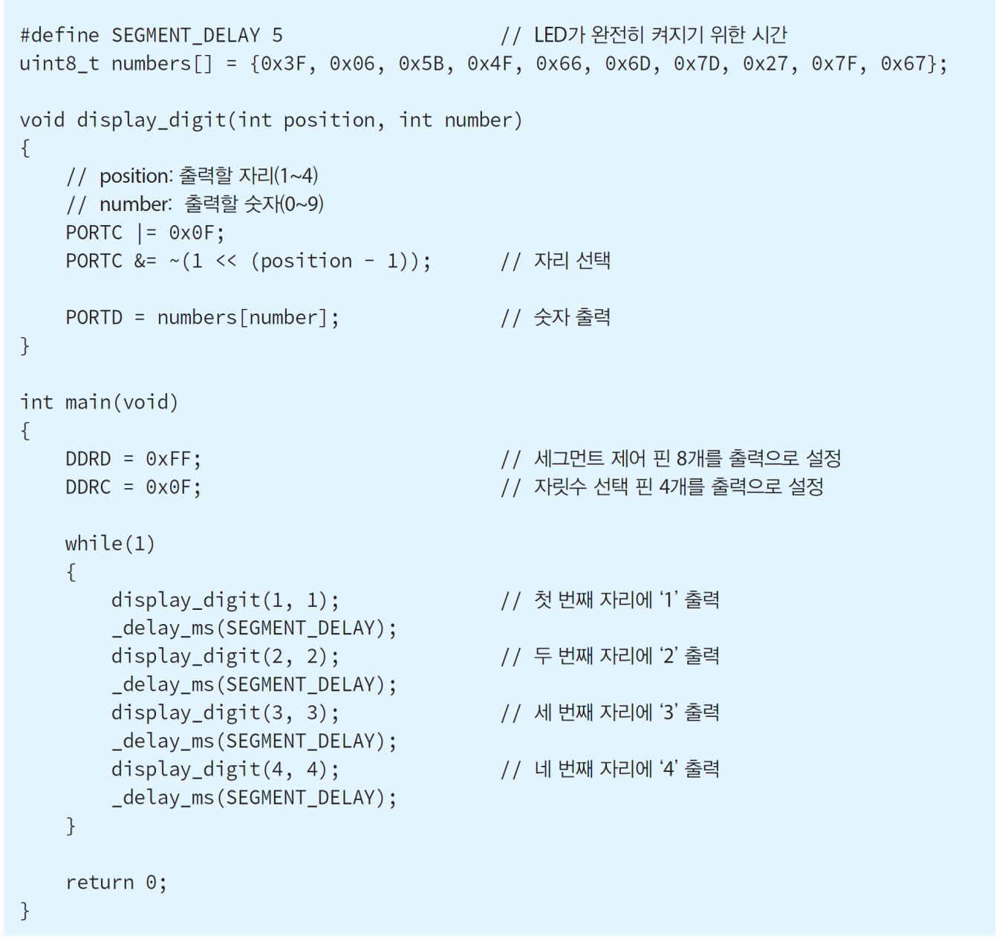 #define SEGMENT_DELAY 5 // LED가 완전히 켜지기 위한 시간
uint8_t numbers[] = {0x3F, 0x06, 0x5B, 0x4F, 0x66, 0x6D, 0x7D, 0x27, 0x7F, 0x67};
void display_digit(int position, int number)
{
// position: 출력할 자리(1~4)
// number: 출력할 숫자(0~9)
PORTC |= 0x0F;
PORTC &= ~(1 << (position - 1)); // 자리 선택
PORTD = numbers[number]; // 숫자 출력
}
int main(void)
{
DDRD = 0xFF; // 세그먼트 제어 핀 8개를 출력으로 설정
DDRC = 0x0F; // 자릿수 선택 핀 4개를 출력으로 설정
while(1)
{
display_digit(1, 1); // 첫 번째 자리에 ‘1’ 출력
_delay_ms(SEGMENT_DELAY);
display_digit(2, 2); // 두 번째 자리에 ‘2’ 출력
_delay_ms(SEGMENT_DELAY);
display_digit(3, 3); // 세 번째 자리에 ‘3’ 출력
_delay_ms(SEGMENT_DELAY);
display_digit(4, 4); // 네 번째 자리에 ‘4’ 출력
_delay_ms(SEGMENT_DELAY);
}
return 0;
}